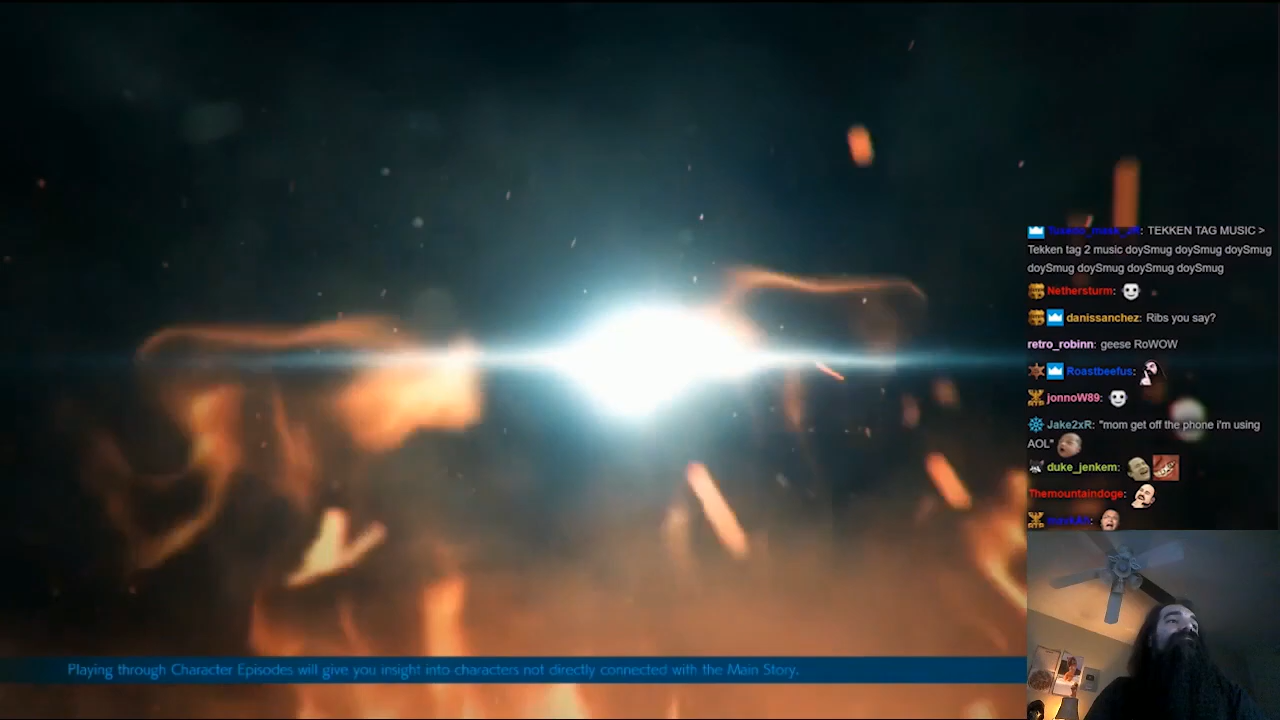 TEKKEN TAG MUSIC >
Tekken tag 2 music doySmug doySmug doySmug
doySmug doySmug doySmug doySmug
Nethersturm:
danissanchez: Ribs you say?
retro_robinn: geese RoWOW
Roastbeefus:
jonnoW89:
Jake2xR: "mom get off the phone i'm using
AOL"
duke_jenkem:
Themountaindoge:
Playing through Character Episodes will give you insight into characters not directly connected with the Main Story.